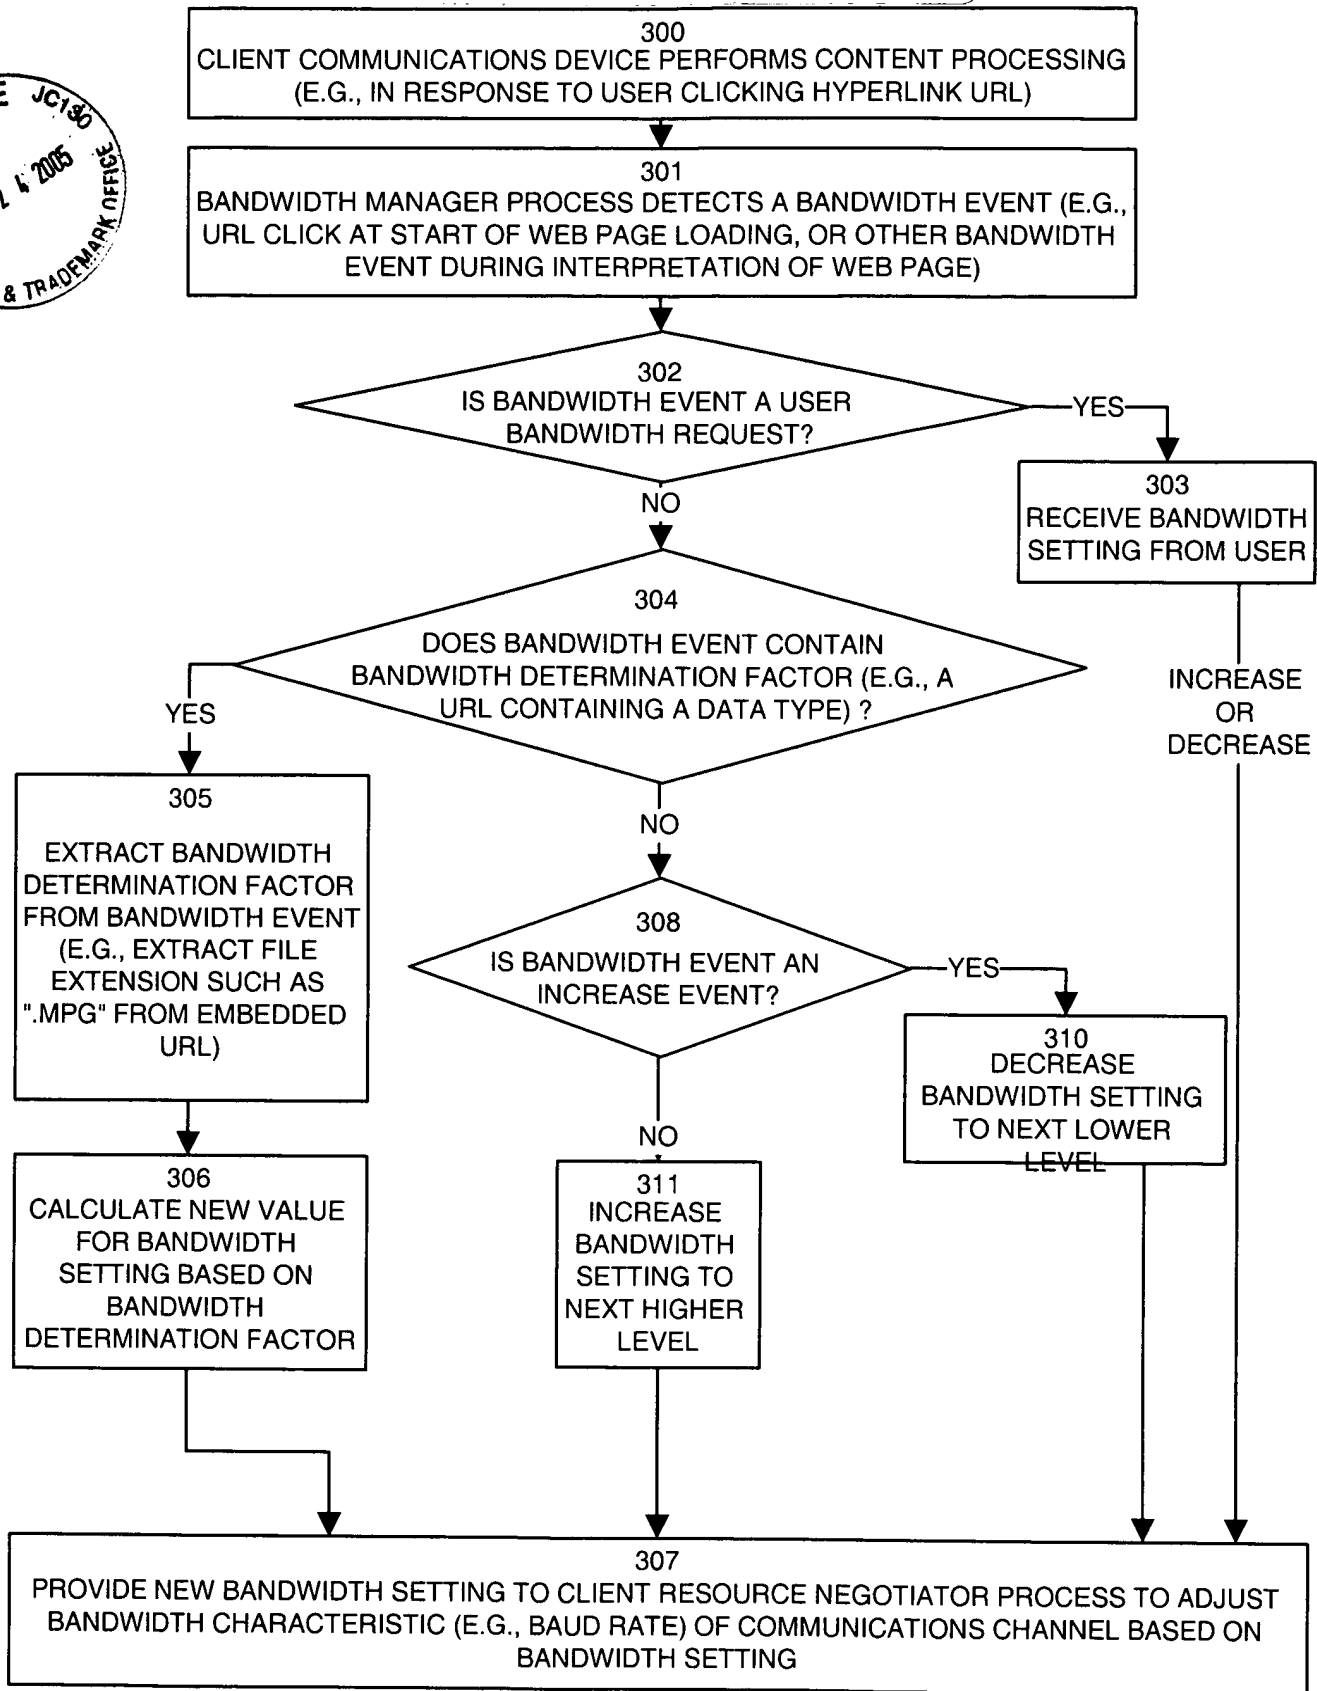 300
CLIENT COMMUNICATIONS DEVICE PERFORMS CONTENT PROCESSING
(E.G., IN RESPONSE TO USER CLICKING HYPERLINK URL)
JC130
4 2005
& TRADEMARK OFFICE
301
BANDWIDTH MANAGER PROCESS DETECTS A BANDWIDTH EVENT (E.G.,
URL CLICK AT START OF WEB PAGE LOADING, OR OTHER BANDWIDTH
EVENT DURING INTERPRETATION OF WEB PAGE)
302
IS BANDWIDTH EVENT A USER
BANDWIDTH REQUEST?
YES
NO
303
RECEIVE BANDWIDTH
SETTING FROM USER
304
DOES BANDWIDTH EVENT CONTAIN
BANDWIDTH DETERMINATION FACTOR (E.G., A
URL CONTAINING A DATA TYPE) ?
INCREASE
OR
DECREASE
YES
NO
305
EXTRACT BANDWIDTH
DETERMINATION FACTOR
FROM BANDWIDTH EVENT
(E.G., EXTRACT FILE
EXTENSION SUCH AS
".MPG" FROM EMBEDDED
URL)
308
IS BANDWIDTH EVENT AN
INCREASE EVENT?
YES
310
DECREASE
BANDWIDTH SETTING
TO NEXT LOWER
LEVEL
NO
306
CALCULATE NEW VALUE
FOR BANDWIDTH
SETTING BASED ON
BANDWIDTH
DETERMINATION FACTOR
311
INCREASE
BANDWIDTH
SETTING TO
NEXT HIGHER
LEVEL
307
PROVIDE NEW BANDWIDTH SETTING TO CLIENT RESOURCE NEGOTIATOR PROCESS TO ADJUST
BANDWIDTH CHARACTERISTIC (E.G., BAUD RATE) OF COMMUNICATIONS CHANNEL BASED ON
BANDWIDTH SETTING